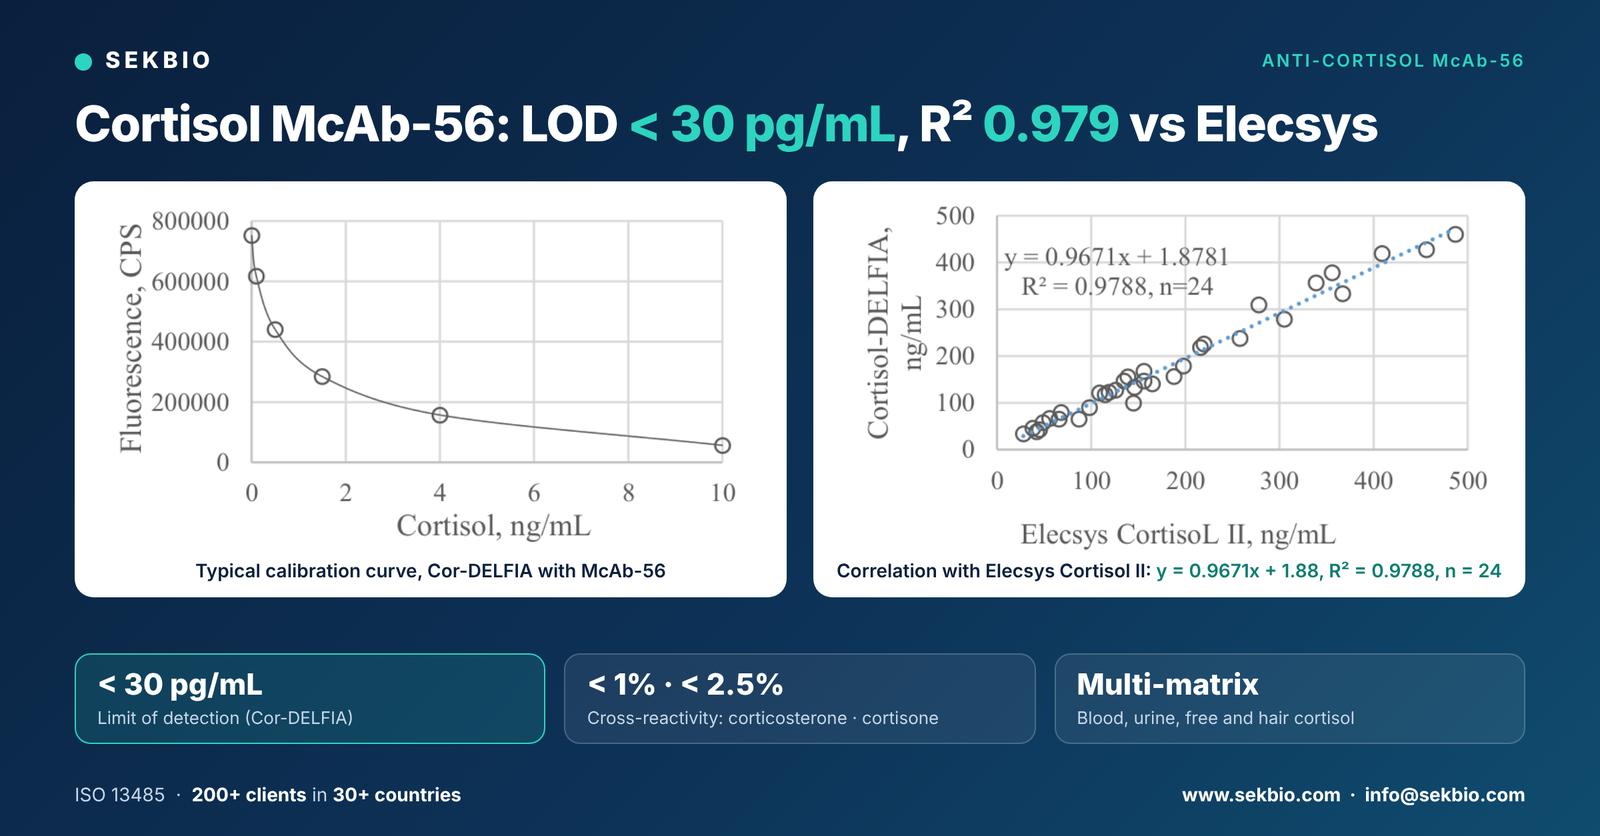 SEKBIO
ANTI-CORTISOL McAb-56
Cortisol McAb-56: LOD < 30 pg/mL, R² 0.979 vs Elecsys
Fluorescence, CPS
800000
600000
400000
200000
0
0 2 4 6 8 10
Cortisol, ng/mL
Typical calibration curve, Cor-DELFIA with McAb-56
Cortisol-DELFIA,
ng/mL
500
400
300
200
100
0
y = 0.9671x + 1.8781
R² = 0.9788, n=24
0 100 200 300 400 500
Elecsys CortisoL II, ng/mL
Correlation with Elecsys Cortisol II: y = 0.9671x + 1.88, R² = 0.9788, n = 24
< 30 pg/mL
Limit of detection (Cor-DELFIA)
< 1% · < 2.5%
Cross-reactivity: corticosterone · cortisone
Multi-matrix
Blood, urine, free and hair cortisol
ISO 13485 · 200+ clients in 30+ countries
www.sekbio.com · info@sekbio.com